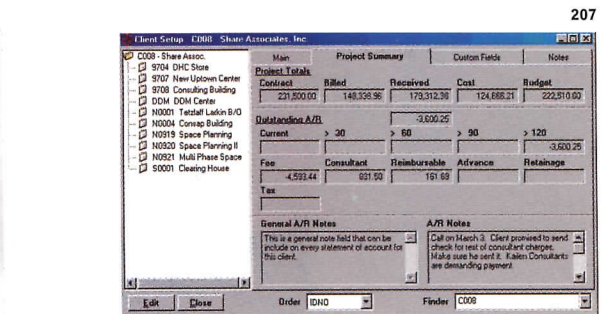 207
Client Setup C008 Share Associates, Inc.
C008 - Share Assoc.
9704 DHC Store
9707 New Uptown Center
9708 Consulting Building
DDM DDM Center
N0001 Tetzlaff Larkin B/O
N0004 Consap Building
N0919 Space Planning
N0920 Space Planning II
N0921 Multi Phase Space
S0001 Clearing House
Main Project Summary Custom Fields Notes
Project Totals
Contract Billed Received Cost Budget
231,500.00 148,338.96 179,312.36 124,666.21 222,510.00
Outstanding A/R -3,600.25
Current > 30 > 60 > 90 > 120
-3,600.25
Fee Consultant Reimbursable Advance Retainage
-4,593.44 831.50 161.69
Tax
General A/R Notes A/R Notes
This is a general note field that can be
include on every statement of account for
this client.
Call on March 3. Client promised to send
check for rest of consultant charges.
Make sure he sent it. Kalen Consultants
are demanding payment.
Edit Close Order IDNO Finder C008